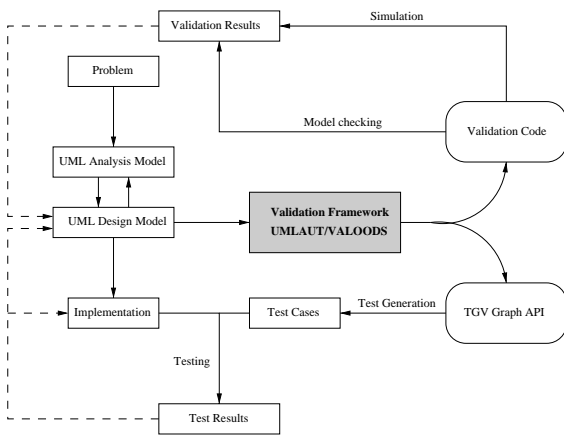 Validation Results
Simulation
Problem
Model checking
Validation Code
UML Analysis Model
UML Design Model
Validation Framework
UMLAUT/VALOODS
Implementation
Test Cases
Test Generation
TGV Graph API
Testing
Test Results